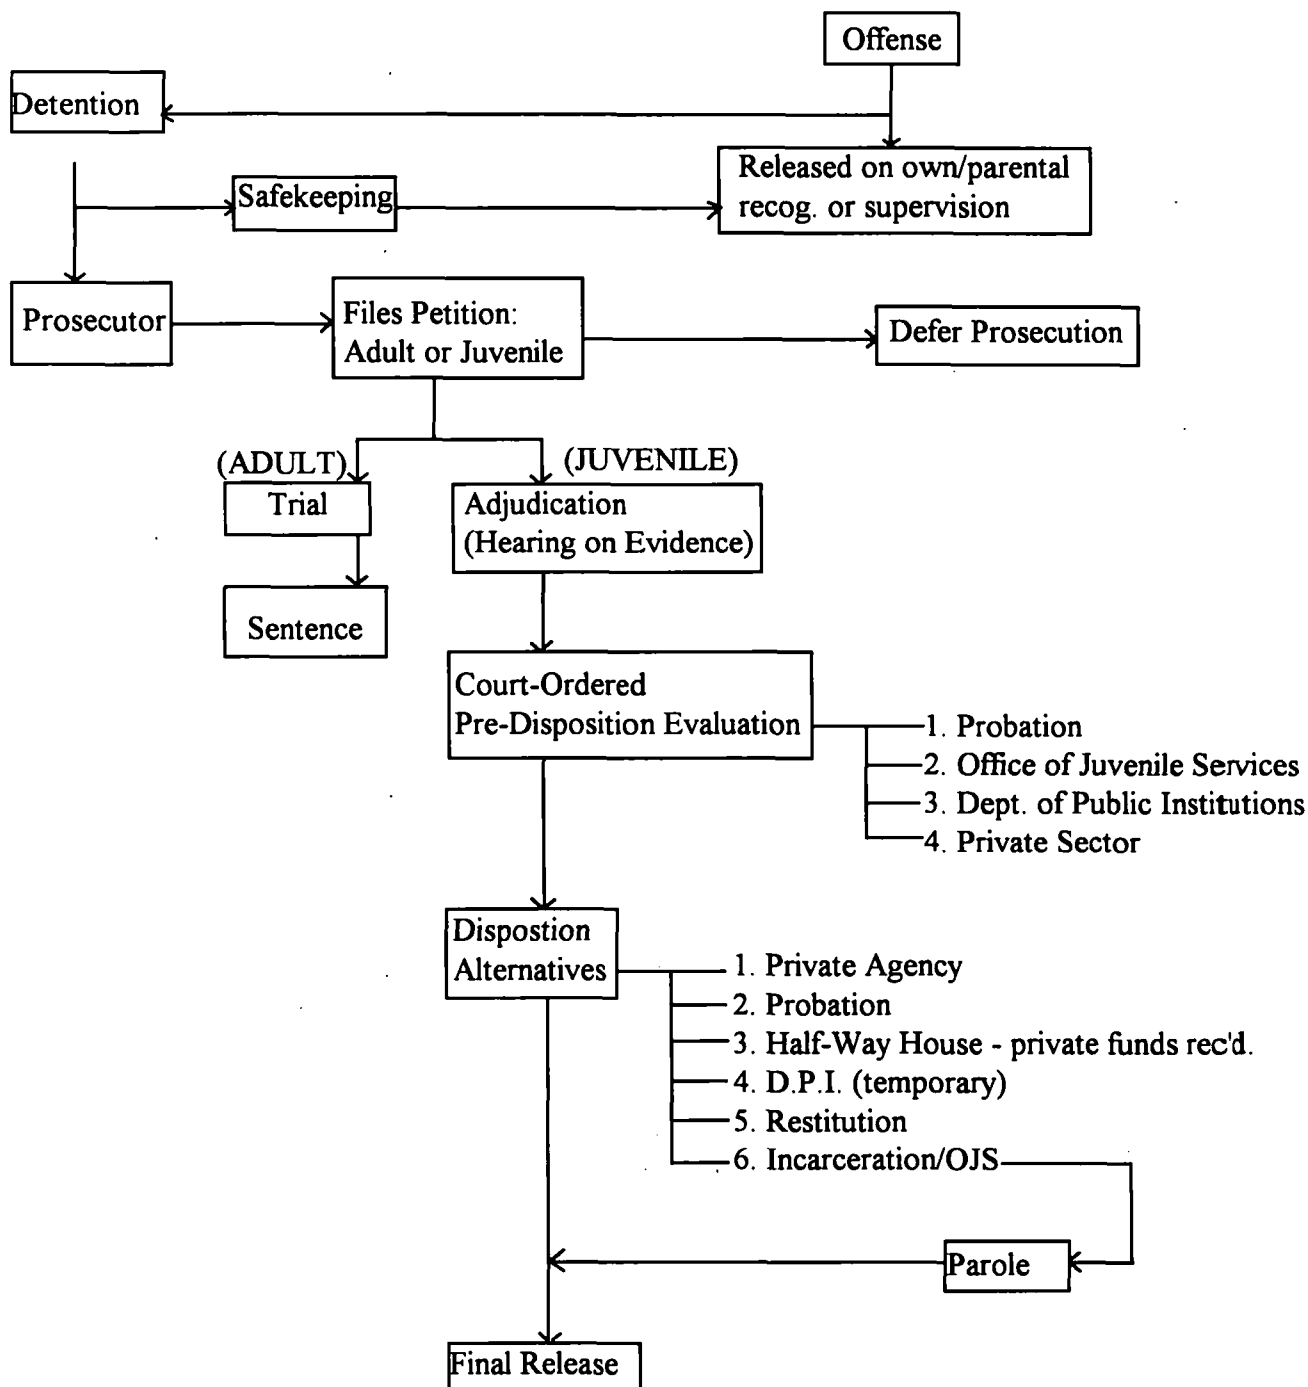 Offense
Detention
Released on own/parental
recog. or supervision
Safekeeping
Prosecutor
Files Petition:
Adult or Juvenile
Defer Prosecution
(ADULT)
(JUVENILE)
Trial
Adjudication
(Hearing on Evidence)
Sentence
Court-Ordered
Pre-Disposition Evaluation
1. Probation
2. Office of Juvenile Services
3. Dept. of Public Institutions
4. Private Sector
Dispostion
Alternatives
1. Private Agency
2. Probation
3. Half-Way House - private funds rec'd.
4. D.P.I. (temporary)
5. Restitution
6. Incarceration/OJS
Parole
Final Release